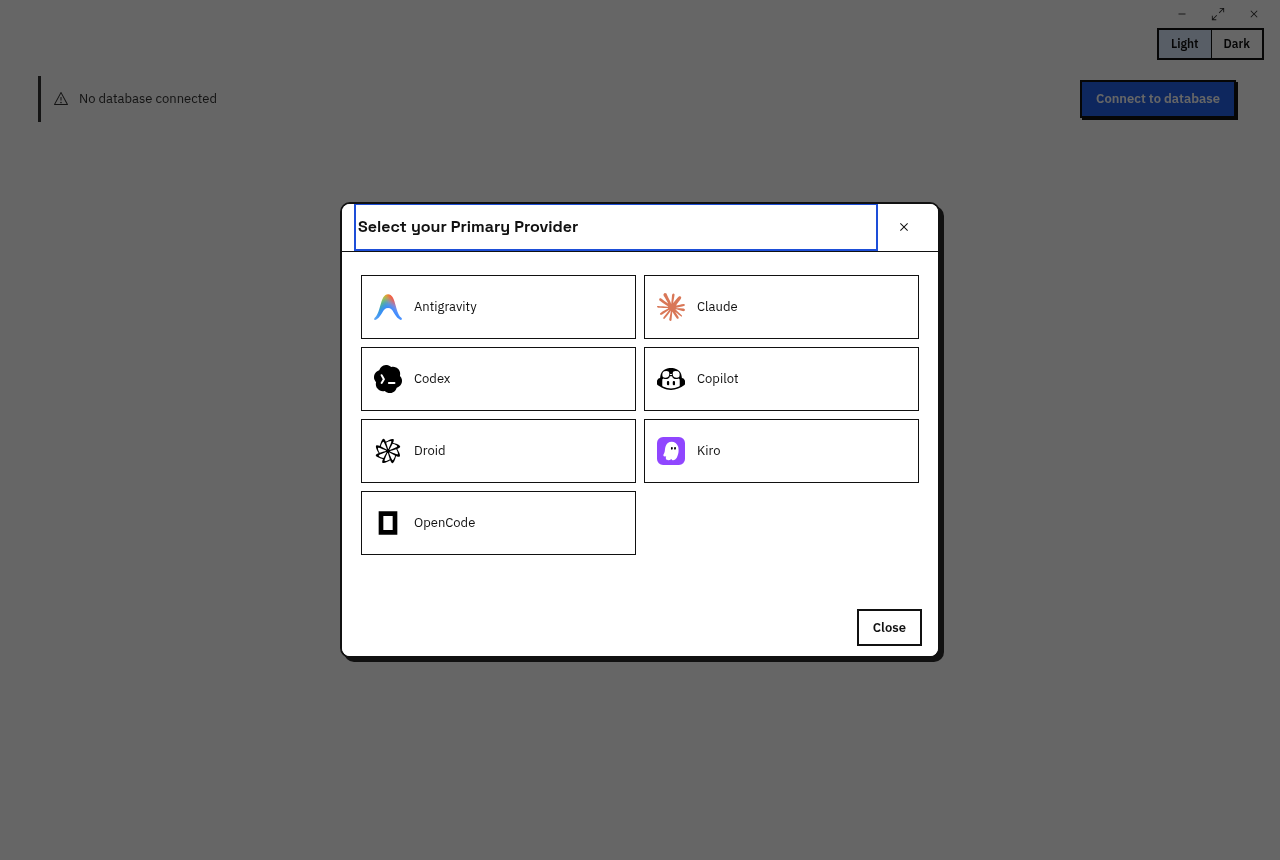 Light Dark
No database connected
Connect to database
Select your Primary Provider
Antigravity
Claude
Codex
Copilot
Droid
Kiro
OpenCode
Close